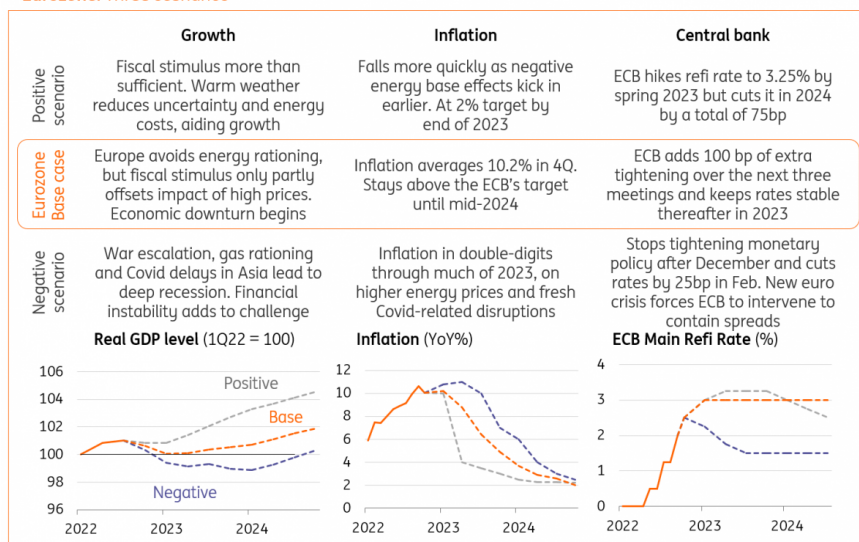 Eurozone: Three scenarios
Growth
Inflation
Central bank
Positive
scenario
Fiscal stimulus more than
sufficient. Warm weather
reduces uncertainty and energy
costs, aiding growth
Falls more quickly as negative
energy base effects kick in
earlier. At 2% target by
end of 2023
ECB hikes refi rate to 3.25% by
spring 2023 but cuts it in 2024
by a total of 75bp
Eurozone
Base case
Europe avoids energy rationing,
but fiscal stimulus only partly
offsets impact of high prices.
Economic downturn begins
Inflation averages 10.2% in 4Q.
Stays above the ECB's target
until mid-2024
ECB adds 100 bp of extra
tightening over the next three
meetings and keeps rates stable
thereafter in 2023
Negative
scenario
War escalation, gas rationing
and Covid delays in Asia lead to
deep recession. Financial
instability adds to challenge
Inflation in double-digits
through much of 2023, on
higher energy prices and fresh
Covid-related disruptions
Stops tightening monetary
policy after December and cuts
rates by 25bp in Feb. New euro
crisis forces ECB to intervene to
contain spreads
Real GDP level (1Q22 = 100)
106
104
102
100
98
96
Positive
Base
Negative
2022 2023 2024
Inflation (YoY%)
12
10
8
6
4
2
0
2022 2023 2024
ECB Main Refi Rate (%)
4
3
2
1
0
2022 2023 2024